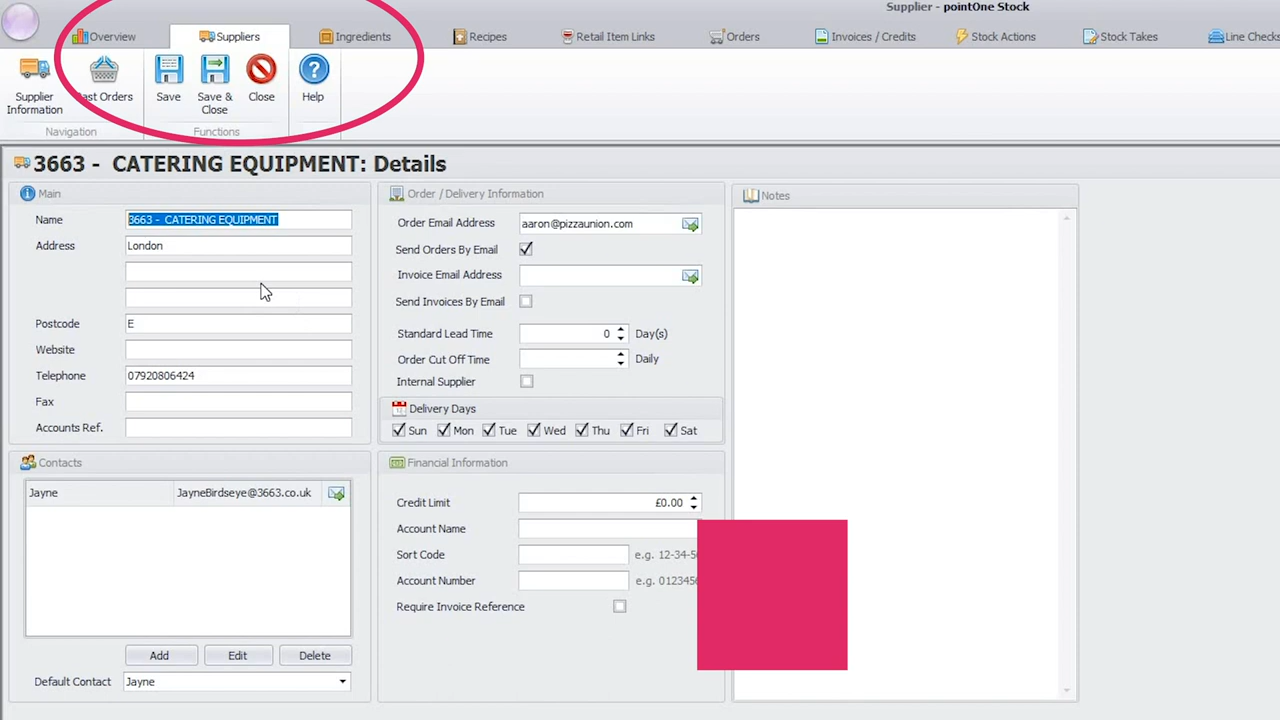 Supplier - pointOne Stock
Overview
Suppliers
Ingredients
Recipes
Retail Item Links
Orders
Invoices / Credits
Stock Actions
Stock Takes
Line Checks
Supplier Information
Past Orders
Save
Save & Close
Close
Help
Navigation
Functions
3663 - CATERING EQUIPMENT: Details
Main
Name
3663 - CATERING EQUIPMENT
Address
London
Postcode
E
Website
Telephone
07920806424
Fax
Accounts Ref.
Contacts
Jayne
JayneBirdseye@3663.co.uk
Add
Edit
Delete
Default Contact
Jayne
Order / Delivery Information
Order Email Address
aaron@pizzaunion.com
Send Orders By Email
Invoice Email Address
Send Invoices By Email
Standard Lead Time
0
Day(s)
Order Cut Off Time
Daily
Internal Supplier
Delivery Days
Sun
Mon
Tue
Wed
Thu
Fri
Sat
Financial Information
Credit Limit
£0.00
Account Name
Sort Code
e.g. 12-34-5
Account Number
e.g. 012345
Require Invoice Reference
Notes